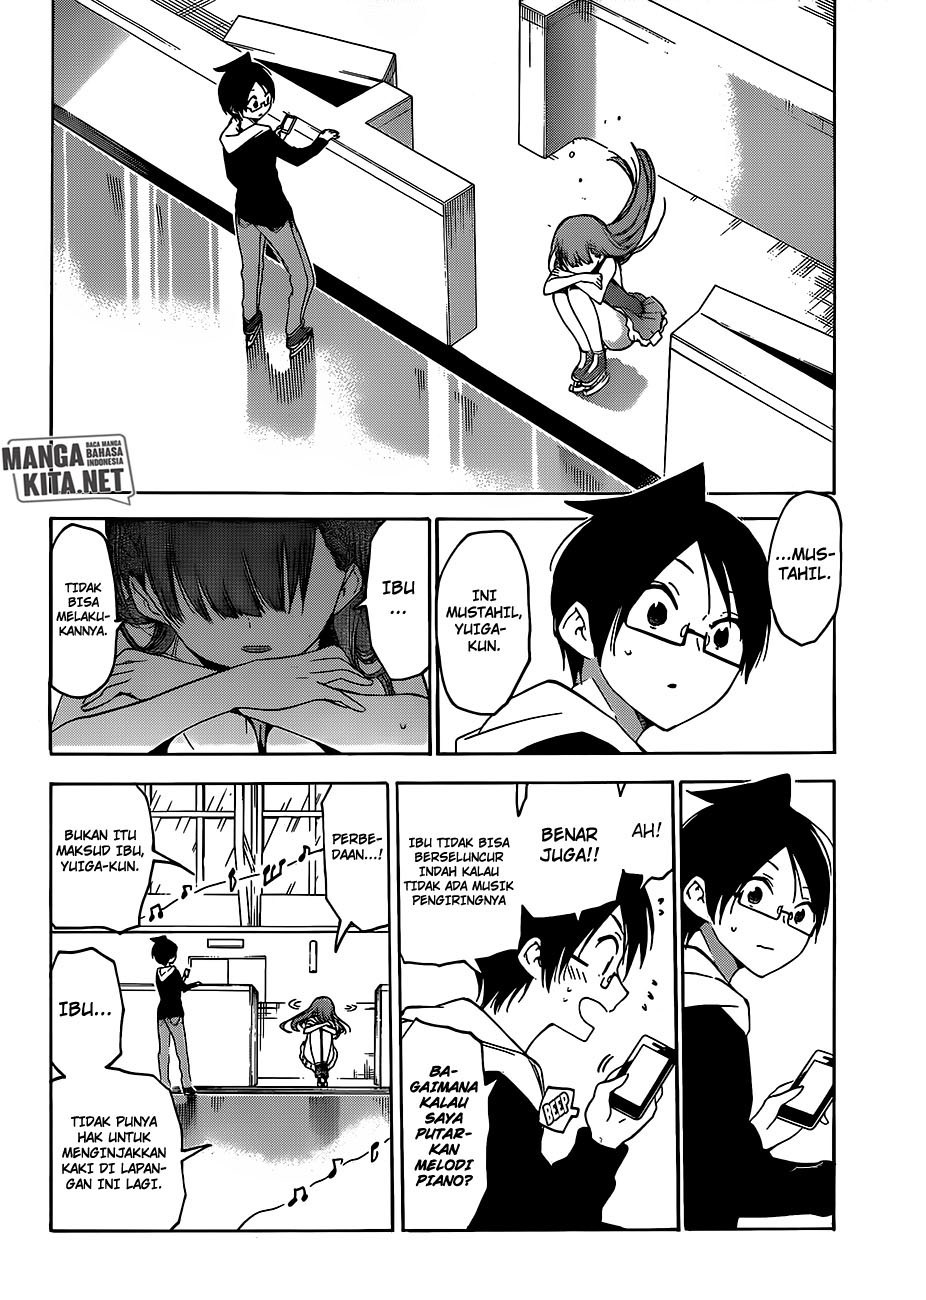 MANGA
KITA.NET
BACA MANGA
BAHASA
INDONESIA
...MUS-
TAHIL.
INI
MUSTAHIL,
YUIGA-
KUN.
IBU
...
TIDAK
BISA
MELAKU-
KANNYA.
AH!
BENAR
JUGA!!
IBU TIDAK BISA
BERSELUNCUR
INDAH KALAU
TIDAK ADA MUSIK
PENGIRINGNYA
BEEP
BA-
GAIMANA
KALAU
SAYA
PUTAR-
KAN
MELODI
PIANO?
PERBE-
DAAN...!
BUKAN ITU
MAKSUD IBU,
YUIGA-KUN.
IBU...
TIDAK PUNYA
HAK UNTUK
MENGINJAKKAN
KAKI DI LAPAN-
GAN INI LAGI.